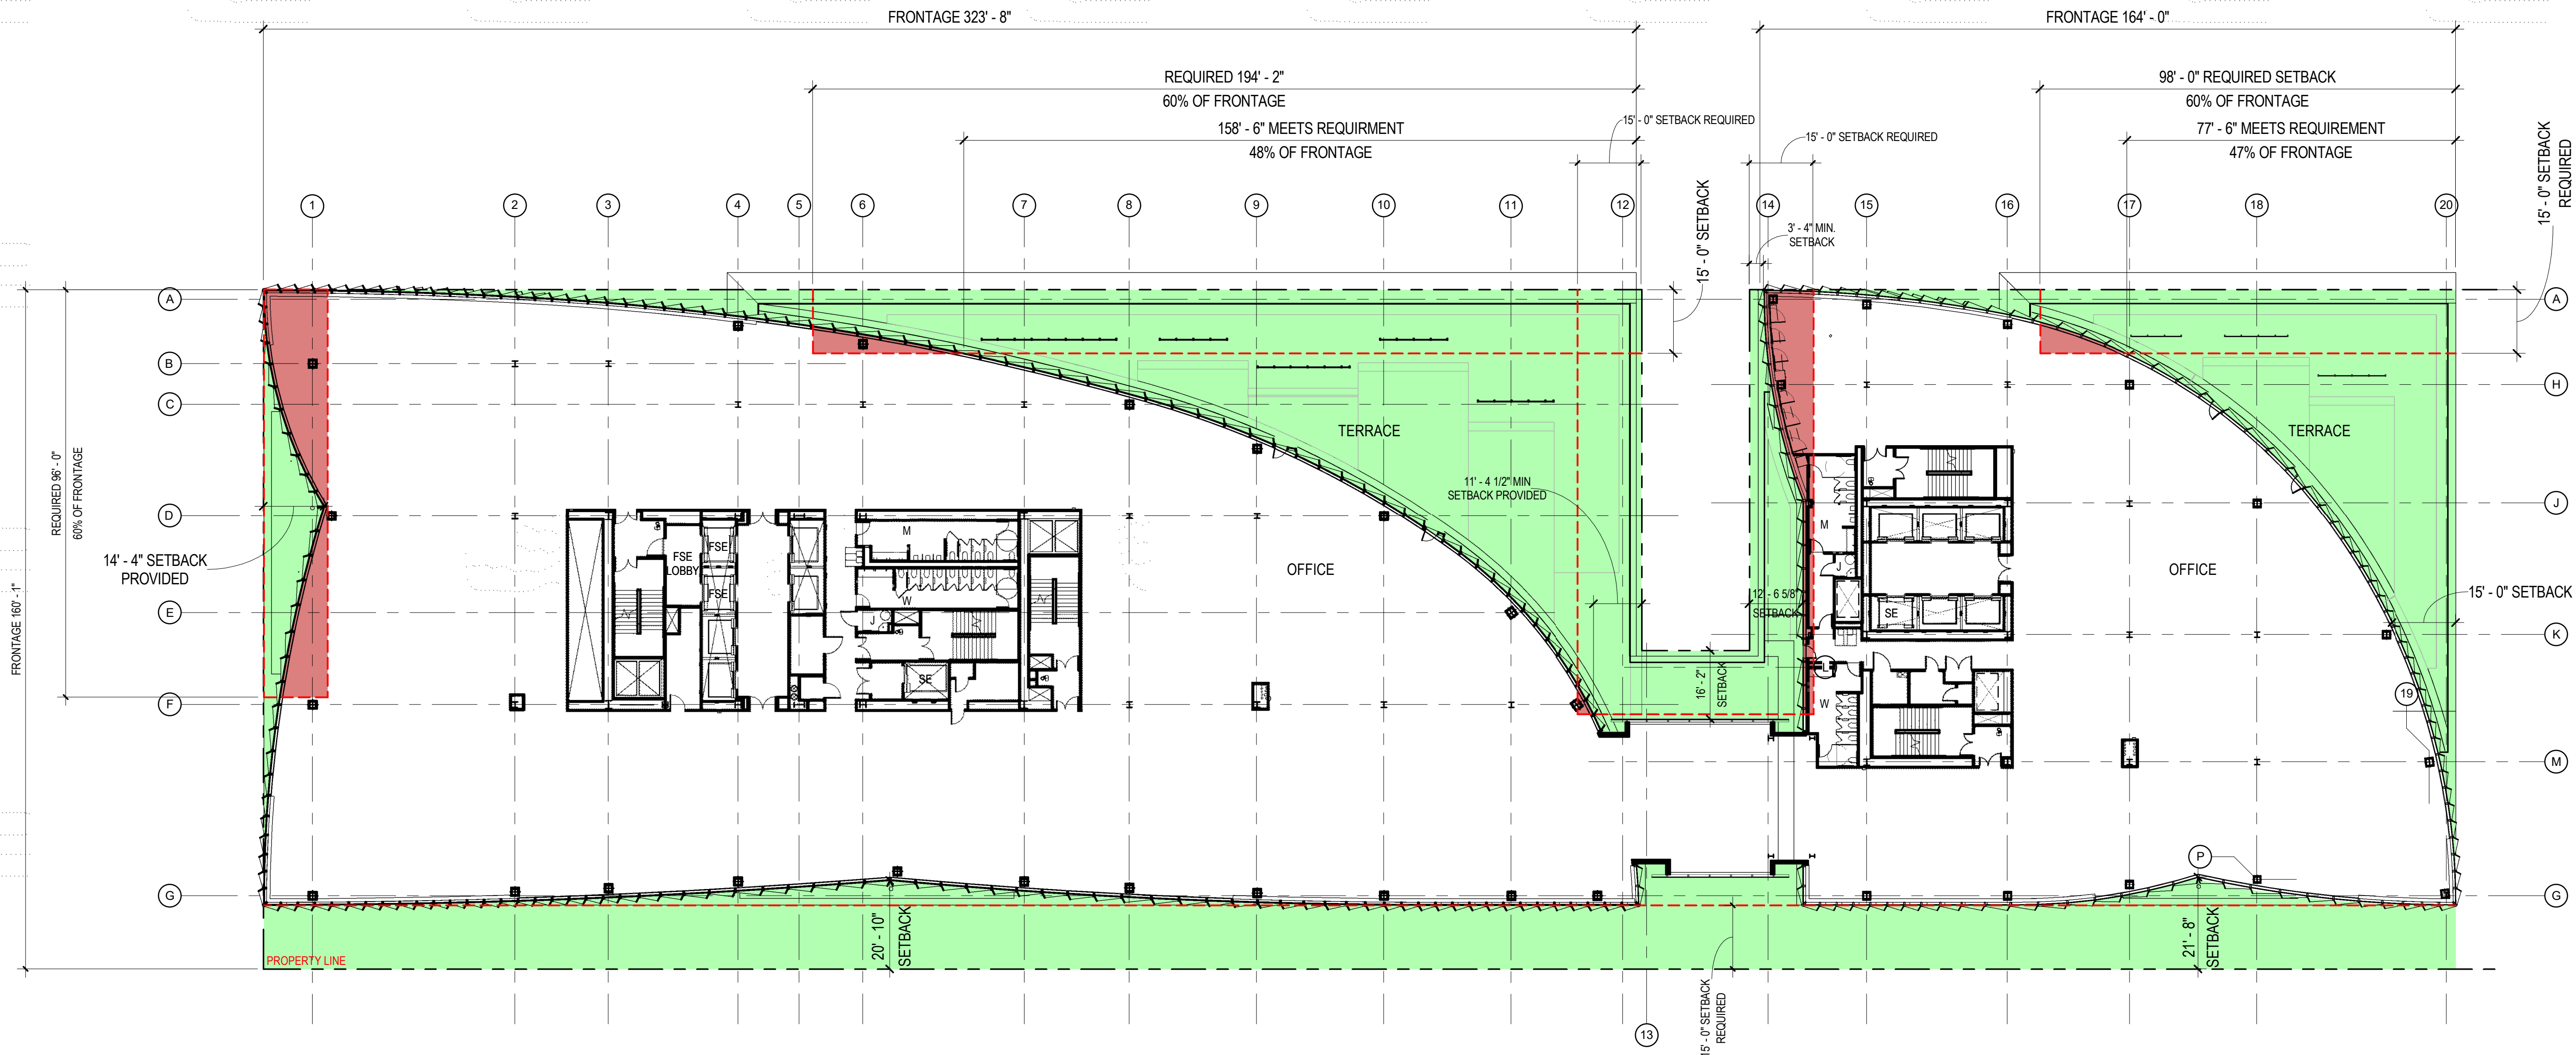 FRONTAGE 323' - 8"
FRONTAGE 164' - 0"
REQUIRED 194' - 2"
60% OF FRONTAGE
98' - 0" REQUIRED SETBACK
60% OF FRONTAGE
158' - 6" MEETS REQUIRMENT
48% OF FRONTAGE
15' - 0" SETBACK REQUIRED
15' - 0" SETBACK REQUIRED
77' - 6" MEETS REQUIREMENT
47% OF FRONTAGE
15' - 0" SETBACK
REQUIRED
15' - 0" SETBACK
1
2
3
4
5
6
7
8
9
10
11
12
14
15
16
17
18
20
3' - 4" MIN.
SETBACK
A
A
B
C
H
TERRACE
TERRACE
REQUIRED 96' - 0"
60% OF FRONTAGE
11' - 4 1/2" MIN
SETBACK PROVIDED
D
J
14' - 4" SETBACK
PROVIDED
M
M
FSE
FSE
LOBBY
FSE
OFFICE
OFFICE
J
W
J
12' - 6 5/8"
SETBACK
SE
15' - 0" SETBACK
E
K
FRONTAGE 160' - 1"
SE
16' - 2"
SETBACK
L
W
19
F
M
P
G
G
20' - 10"
SETBACK
21' - 8"
SETBACK
PROPERTY LINE
15' - 0" SETBACK
REQUIRED
13